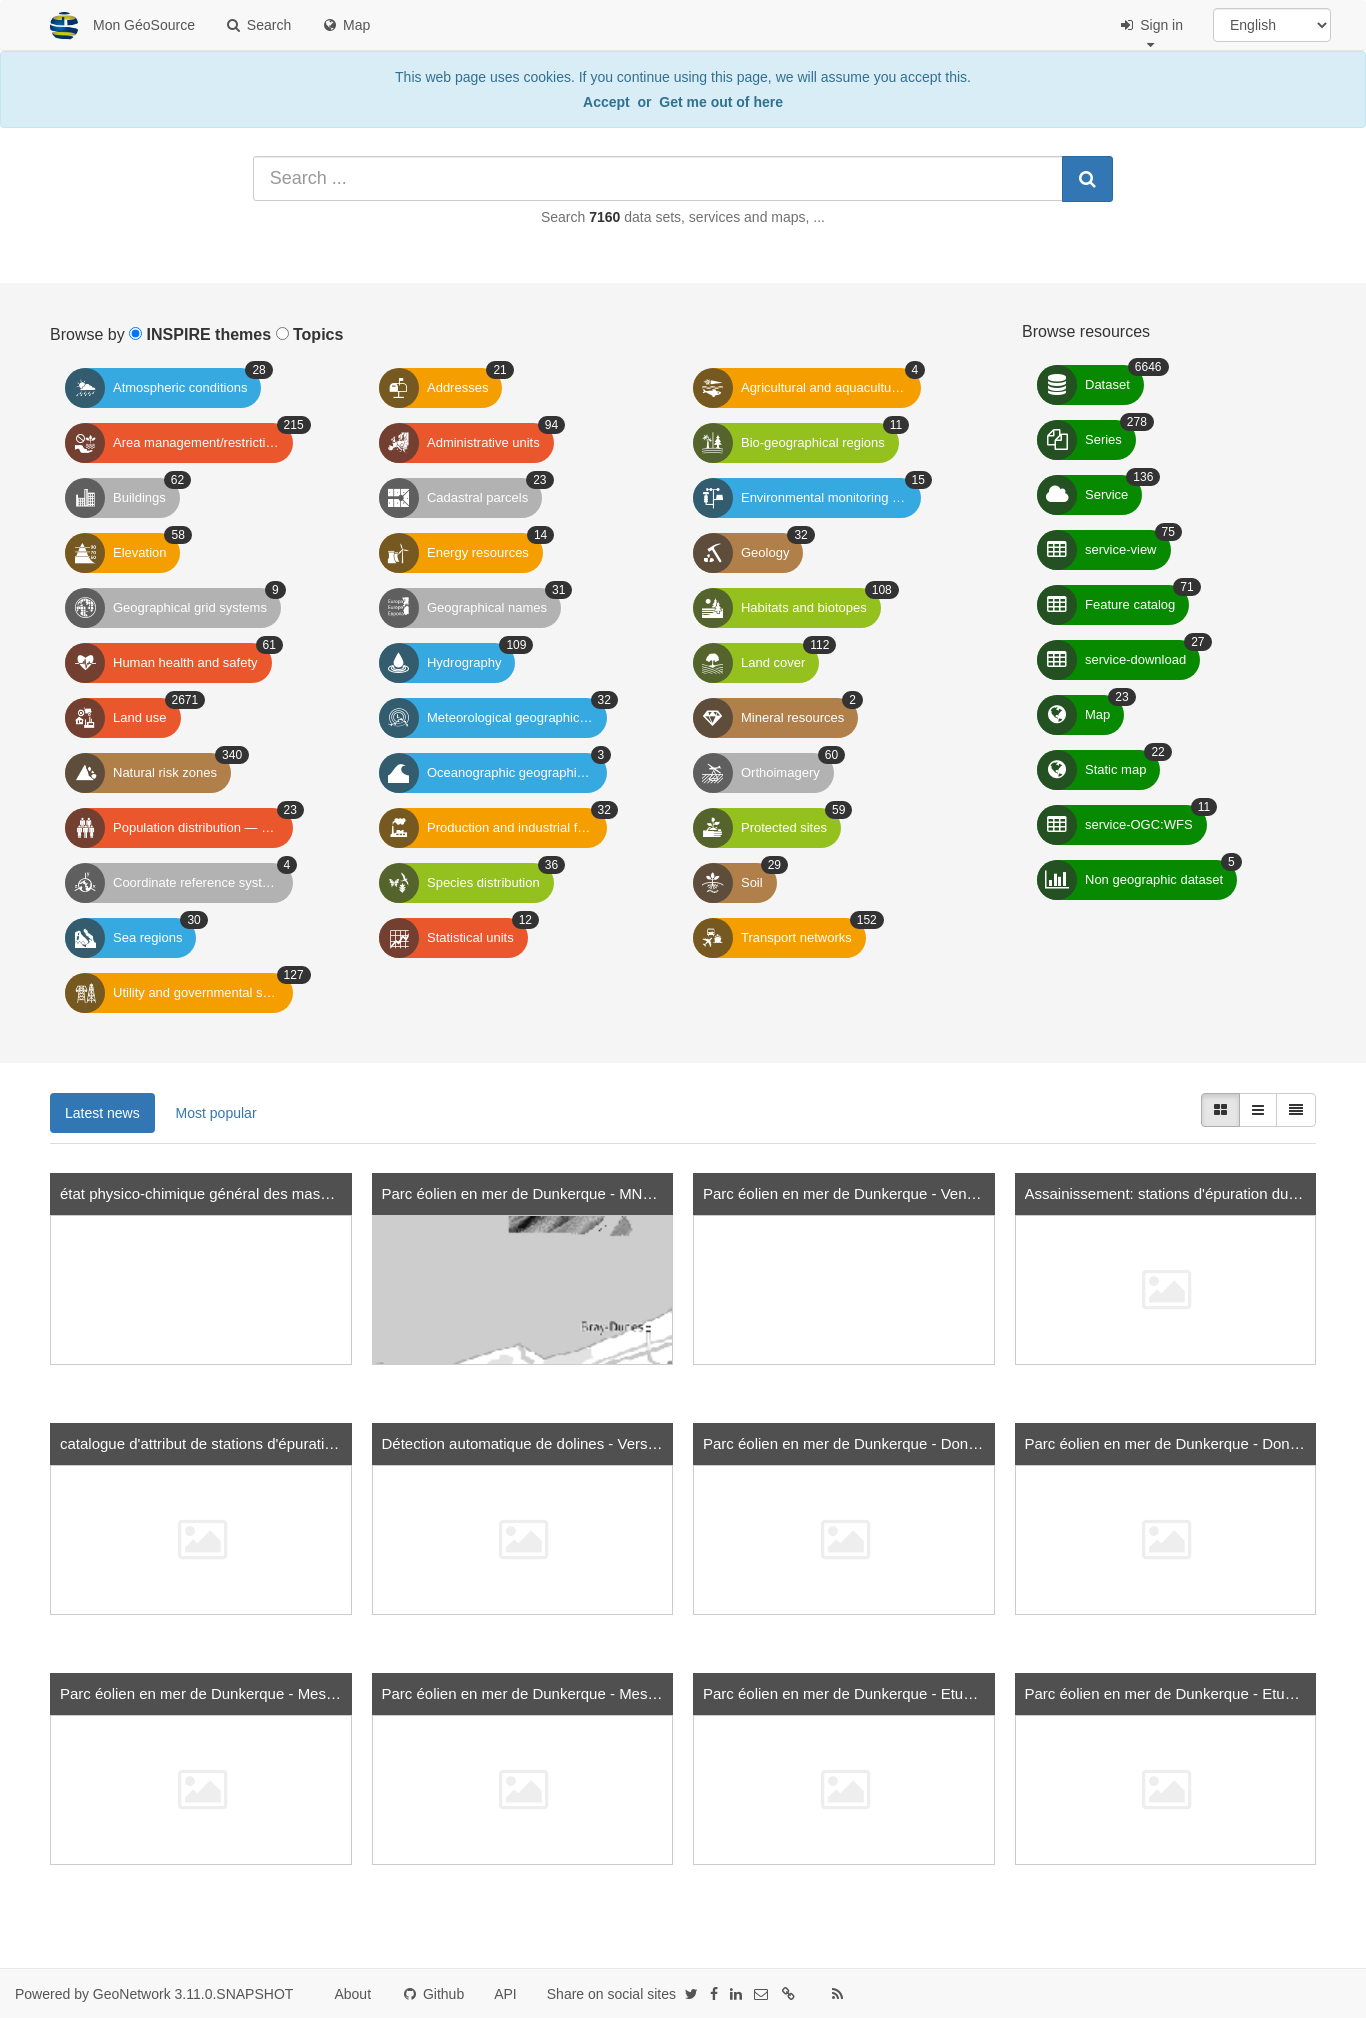 Mon GéoSource Search Map Sign in English
This web page uses cookies. If you continue using this page, we will assume you accept this.
Accept or Get me out of here
Search ...
Search 7160 data sets, services and maps, ...
Browse by INSPIRE themes Topics
Atmospheric conditions 28
Addresses 21
Agricultural and aquacultu… 4
Area management/restricti… 215
Administrative units 94
Bio-geographical regions 11
Buildings 62
Cadastral parcels 23
Environmental monitoring … 15
Elevation 58
Energy resources 14
Geology 32
Geographical grid systems 9
Geographical names 31
Habitats and biotopes 108
Human health and safety 61
Hydrography 109
Land cover 112
Land use 2671
Meteorological geographic… 32
Mineral resources 2
Natural risk zones 340
Oceanographic geographi… 3
Orthoimagery 60
Population distribution — … 23
Production and industrial f… 32
Protected sites 59
Coordinate reference syst… 4
Species distribution 36
Soil 29
Sea regions 30
Statistical units 12
Transport networks 152
Utility and governmental s… 127
Browse resources
Dataset 6646
Series 278
Service 136
service-view 75
Feature catalog 71
service-download 27
Map 23
Static map 22
service-OGC:WFS 11
Non geographic dataset 5
Latest news Most popular
état physico-chimique général des mas…
Parc éolien en mer de Dunkerque - MN…
Bray-Dunes
Parc éolien en mer de Dunkerque - Ven…
Assainissement: stations d'épuration du…
catalogue d'attribut de stations d'épurati…
Détection automatique de dolines - Vers…
Parc éolien en mer de Dunkerque - Don…
Parc éolien en mer de Dunkerque - Don…
Parc éolien en mer de Dunkerque - Mes…
Parc éolien en mer de Dunkerque - Mes…
Parc éolien en mer de Dunkerque - Etu…
Parc éolien en mer de Dunkerque - Etu…
Powered by GeoNetwork 3.11.0.SNAPSHOT About Github API Share on social sites